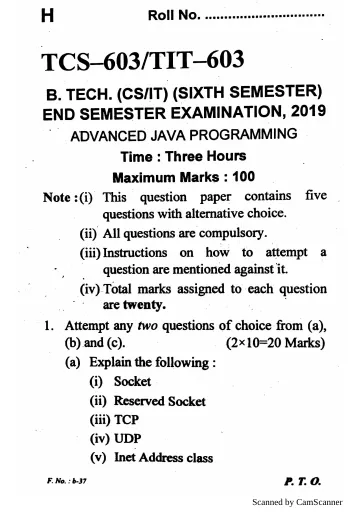 H
Roll No. ................................
TCS–603/TIT–603
B. TECH. (CS/IT) (SIXTH SEMESTER)
END SEMESTER EXAMINATION, 2019
ADVANCED JAVA PROGRAMMING
Time : Three Hours
Maximum Marks : 100
Note :(i) This question paper contains five
questions with alternative choice.
(ii) All questions are compulsory.
(iii) Instructions on how to attempt a
question are mentioned against it.
(iv) Total marks assigned to each question
are twenty.
1. Attempt any two questions of choice from (a),
(b) and (c). (2×10=20 Marks)
(a) Explain the following :
(i) Socket
(ii) Reserved Socket
(iii) TCP
(iv) UDP
(v) Inet Address class
F. No. : b-37
P. T. O.
Scanned by CamScanner